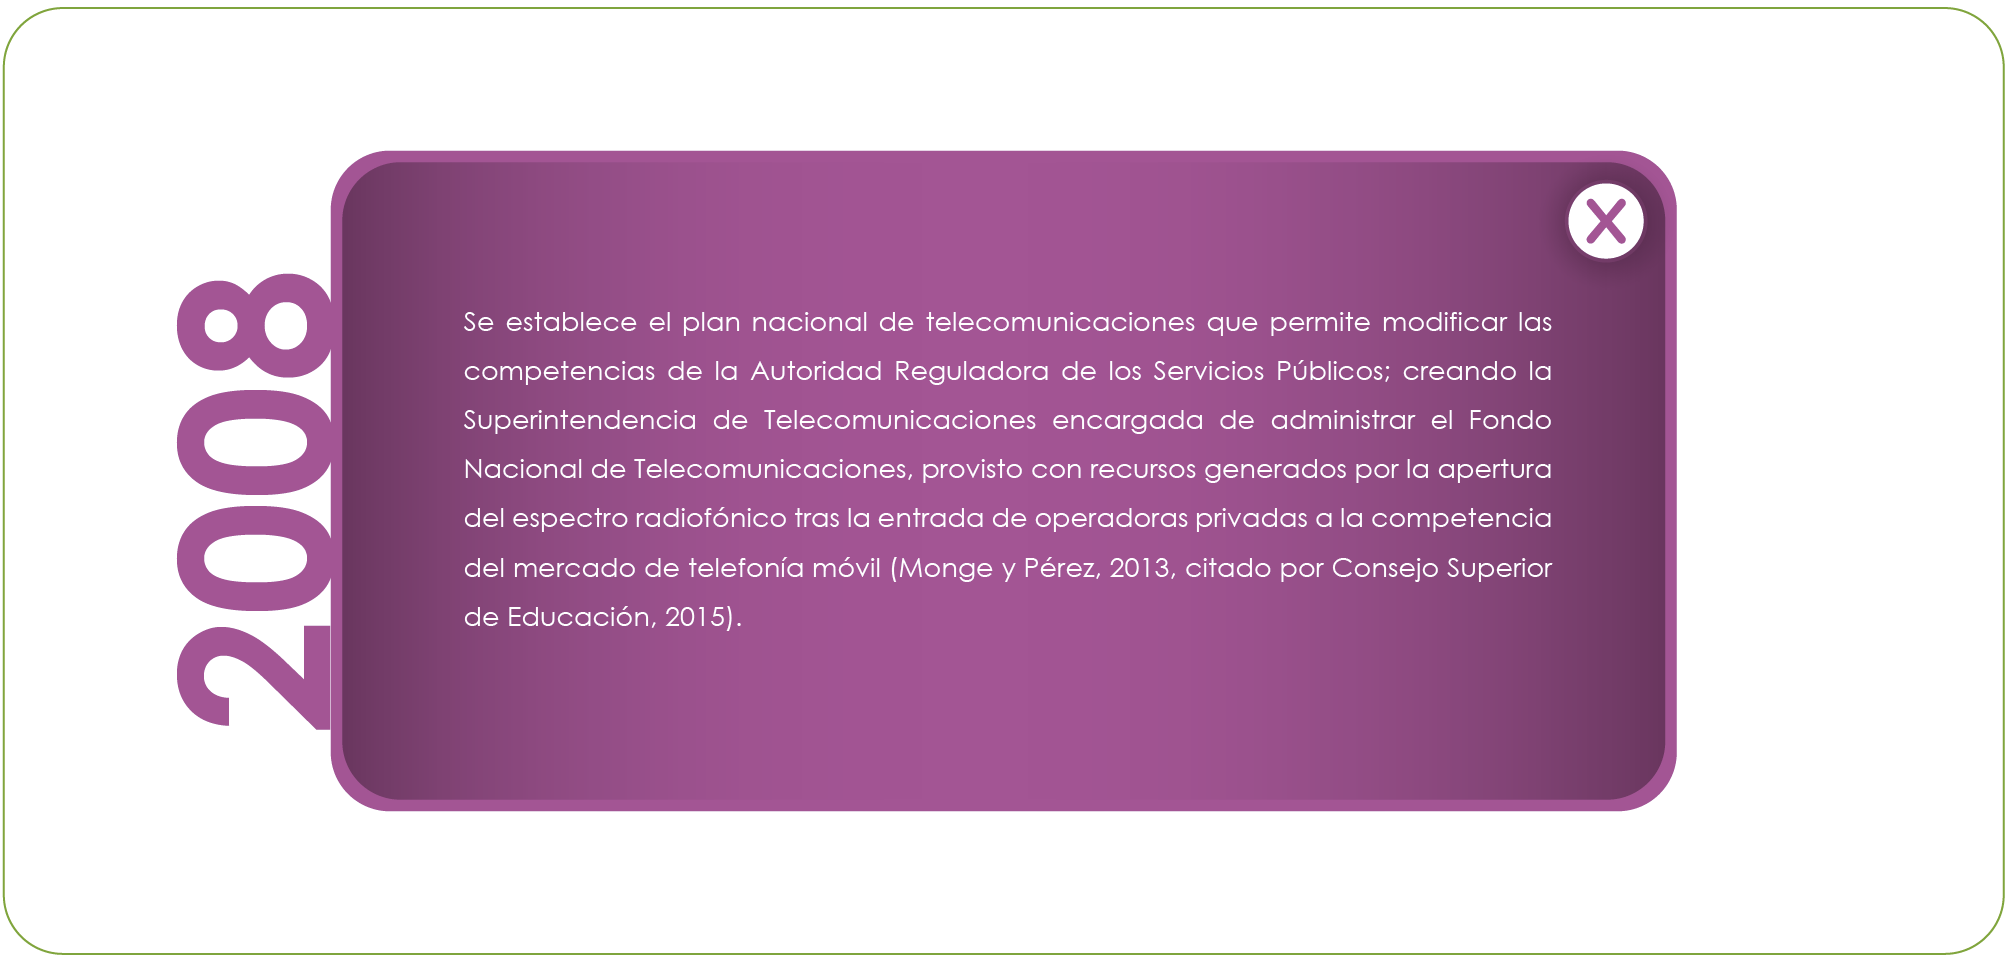 2008
X
Se establece el plan nacional de telecomunicaciones que permite modificar las
competencias de la Autoridad Reguladora de los Servicios Públicos; creando la
Superintendencia de Telecomunicaciones encargada de administrar el Fondo
Nacional de Telecomunicaciones, provisto con recursos generados por la apertura
del espectro radiofónico tras la entrada de operadoras privadas a la competencia
del mercado de telefonía móvil (Monge y Pérez, 2013, citado por Consejo Superior
de Educación, 2015).